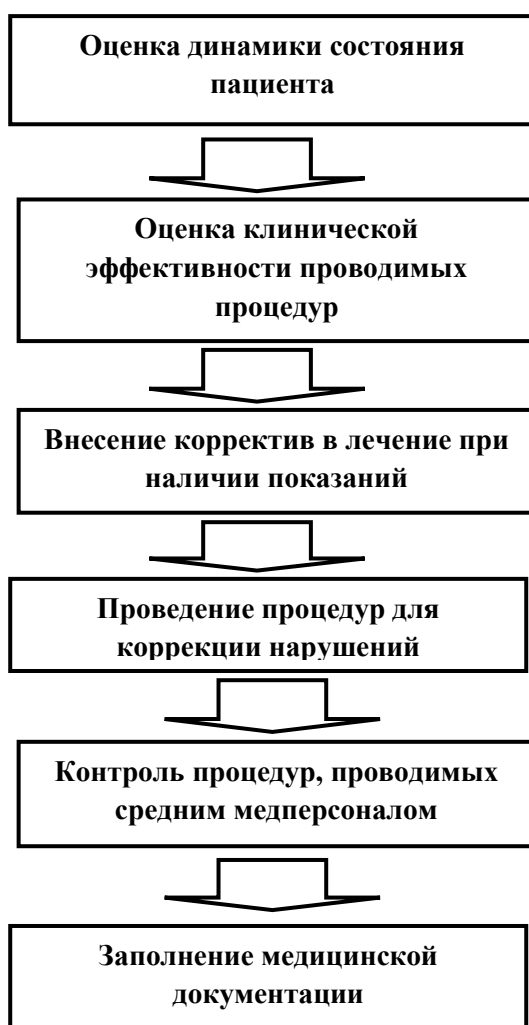 Оценка динамики состояния
пациента
Оценка клинической
эффективности проводимых
процедур
Внесение корректив в лечение при
наличии показаний
Проведение процедур для
коррекции нарушений
Контроль процедур, проводимых
средним медперсоналом
Заполнение медицинской
документации